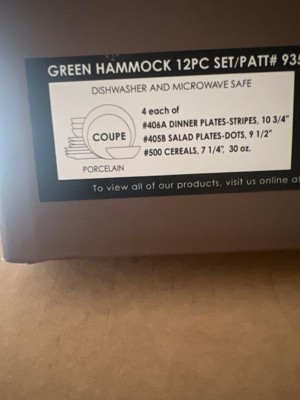 GREEN HAMMOCK 12PC SET/PATT# 935
DISHWASHER AND MICROWAVE SAFE
4 each of
#406A DINNER PLATES-STRIPES, 10 3/4"
COUPE
#405B SALAD PLATES-DOTS, 9 1/2"
#500 CEREALS, 7 1/4", 30 oz.
PORCELAIN
To view all of our products, visit us online at